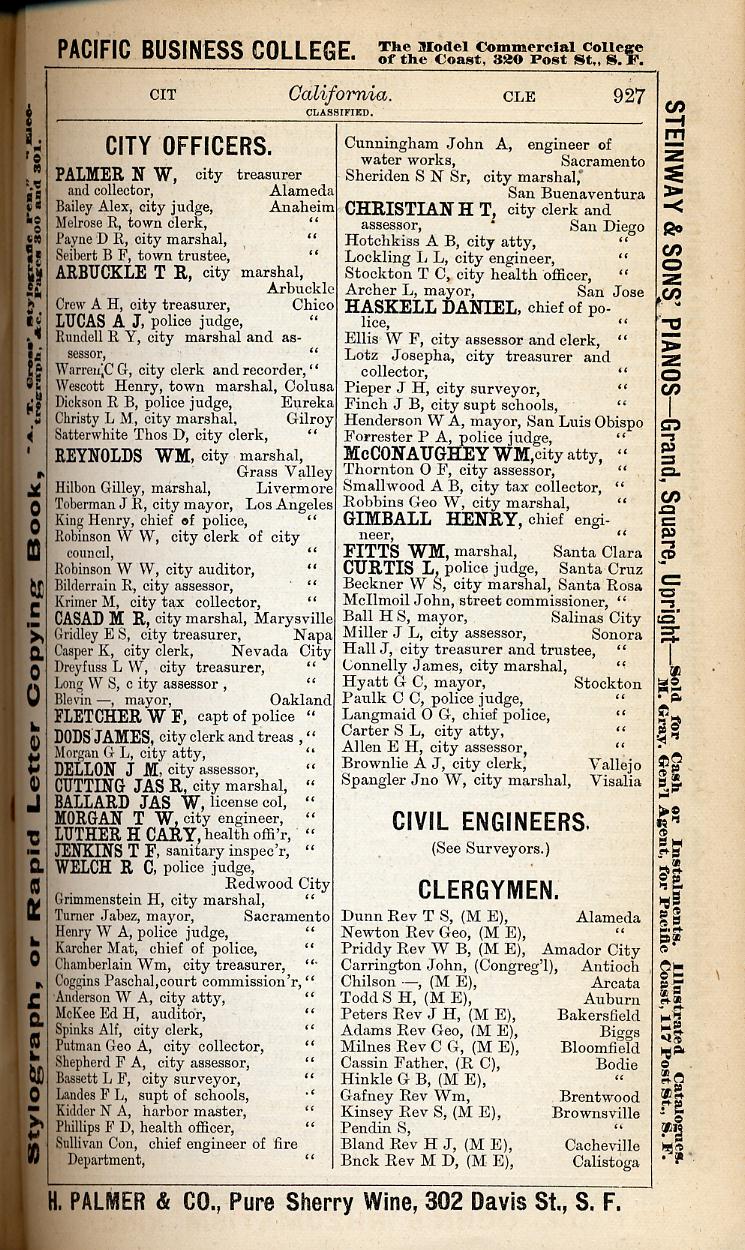 PACIFIC BUSINESS COLLEGE. The Model Commercial College
of the Coast, 320 Post St., S. F.
CIT California. CLE 927
CLASSIFIED.
CITY OFFICERS.
PALMER N W, city treasurer
and collector, Alameda
Bailey Alex, city judge, Anaheim
Melrose R, town clerk, “
Payne D R, city marshal, “
Seibert B F, town trustee, “
ARBUCKLE T R, city marshal,
Arbuckle
Crew A H, city treasurer, Chico
LUCAS A J, police judge, “
Rundell R Y, city marshal and as-
sessor, “
Warren C G, city clerk and recorder, “
Wescott Henry, town marshal, Colusa
Dickson R B, police judge, Eureka
Christy L M, city marshal, Gilroy
Satterwhite Thos D, city clerk, “
REYNOLDS WM, city marshal,
Grass Valley
Hilbon Gilley, marshal, Livermore
Toberman J R, city mayor, Los Angeles
King Henry, chief of police, “
Robinson W W, city clerk of city
council, “
Robinson W W, city auditor, “
Bilderrain R, city assessor, “
Krimer M, city tax collector, “
CASAD M R, city marshal, Marysville
Gridley E S, city treasurer, Napa
Casper K, city clerk, Nevada City
Dreyfuss L W, city treasurer, “
Long W S, c ity assessor , “
Blevin —, mayor, Oakland
FLETCHER W F, capt of police “
DODS JAMES, city clerk and treas , “
Morgan G L, city atty, “
DELLON J M, city assessor, “
CUTTING JAS R, city marshal, “
BALLARD JAS W, license col, “
MORGAN T W, city engineer, “
LUTHER H CARY, health offi'r, “
JENKINS T F, sanitary inspec'r, “
WELCH R C, police judge,
Redwood City
Grimmenstein H, city marshal, “
Turner Jabez, mayor, Sacramento
Henry W A, police judge, “
Karcher Mat, chief of police, “
Chamberlain Wm, city treasurer, “
Coggins Paschal, court commission'r, “
Anderson W A, city atty, “
McKee Ed H, auditor, “
Spinks Alf, city clerk, “
Putman Geo A, city collector, “
Shepherd F A, city assessor, “
Bassett L F, city surveyor, “
Landes F L, supt of schools, “
Kidder N A, harbor master, “
Phillips F D, health officer, “
Sullivan Con, chief engineer of fire
Department, “
Cunningham John A, engineer of
water works, Sacramento
Sheriden S N Sr, city marshal,
San Buenaventura
CHRISTIAN H T, city clerk and
assessor, San Diego
Hotchkiss A B, city atty, “
Lockling L L, city engineer, “
Stockton T C, city health officer, “
Archer L, mayor, San Jose
HASKELL DANIEL, chief of po-
lice, “
Ellis W F, city assessor and clerk, “
Lotz Josepha, city treasurer and
collector, “
Pieper J H, city surveyor, “
Finch J B, city supt schools, “
Henderson W A, mayor, San Luis Obispo
Forrester P A, police judge, “
McCONAUGHEY WM, city atty, “
Thornton O F, city assessor, “
Smallwood A B, city tax collector, “
Robbins Geo W, city marshal, “
GIMBALL HENRY, chief engi-
neer, “
FITTS WM, marshal, Santa Clara
CURTIS L, police judge, Santa Cruz
Beckner W S, city marshal, Santa Rosa
McIlmoil John, street commissioner, “
Ball H S, mayor, Salinas City
Miller J L, city assessor, Sonora
Hall J, city treasurer and trustee, “
Connelly James, city marshal, “
Hyatt G C, mayor, Stockton
Paulk C C, police judge, “
Langmaid O G, chief police, “
Carter S L, city atty, “
Allen E H, city assessor, “
Brownlie A J, city clerk, Vallejo
Spangler Jno W, city marshal, Visalia
CIVIL ENGINEERS.
(See Surveyors.)
CLERGYMEN.
Dunn Rev T S, (M E), Alameda
Newton Rev Geo, (M E), “
Priddy Rev W B, (M E), Amador City
Carrington John, (Congreg'l), Antioch
Chilson —, (M E), Arcata
Todd S H, (M E), Auburn
Peters Rev J H, (M E), Bakersfield
Adams Rev Geo, (M E), Biggs
Milnes Rev C G, (M E), Bloomfield
Cassin Father, (R C), Bodie
Hinkle G B, (M E), “
Gafney Rev Wm, Brentwood
Kinsey Rev S, (M E), Brownsville
Pendin S, “
Bland Rev H J, (M E), Cacheville
Bnck Rev M D, (M E), Calistoga
Stylograph, or Rapid Letter Copying Book, “A. T. Cross' Stylografic Pen,” “Elec-
trograph, &c. Pages 300 and 301.
STEINWAY & SONS' PIANOS—Grand, Square, Upright—Sold for Cash or Instalments. Illustrated Catalogues.
M. Gray, Gen'l Agent, for Pacific Coast, 117 Post St., S. F.
H. PALMER & CO., Pure Sherry Wine, 302 Davis St., S. F.